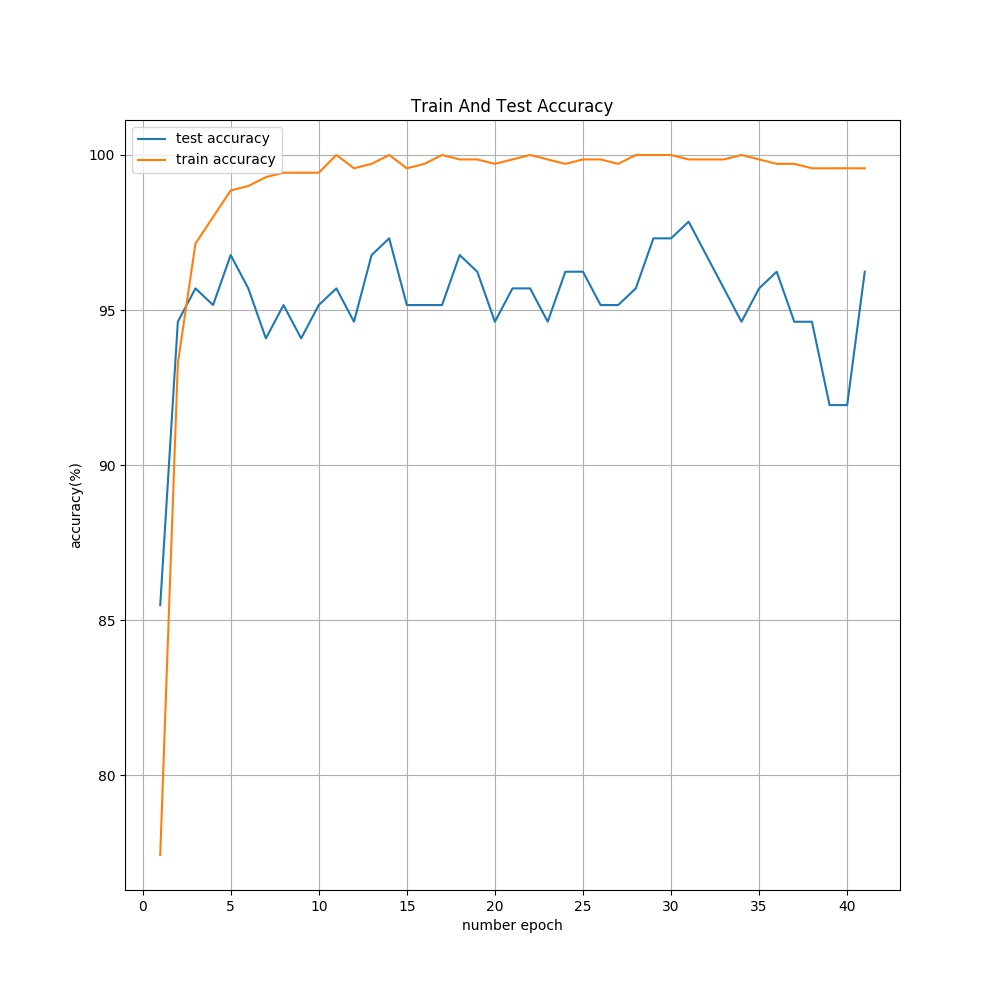 Train And Test Accuracy
test accuracy
train accuracy
100
95
90
85
80
accuracy(%)
0 5 10 15 20 25 30 35 40
number epoch